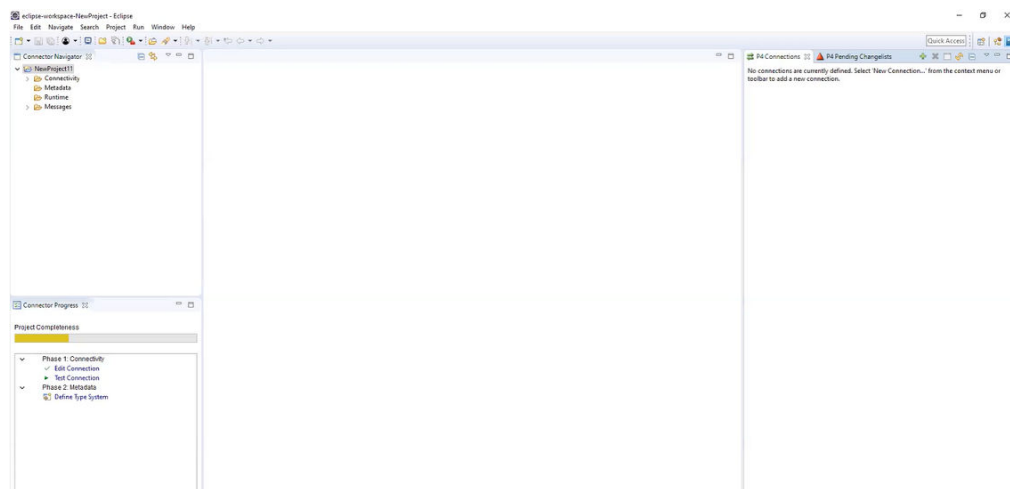 eclipse-workspace-NewProject - Eclipse
File Edit Navigate Search Project Run Window Help
Quick Access
Connector Navigator
NewProject11
Connectivity
Metadata
Runtime
Messages
P4 Connections
P4 Pending Changelists
No connections are currently defined. Select 'New Connection...' from the context menu or
toolbar to add a new connection.
Connector Progress
Project Completeness
Phase 1: Connectivity
Edit Connection
Test Connection
Phase 2: Metadata
Define Type System